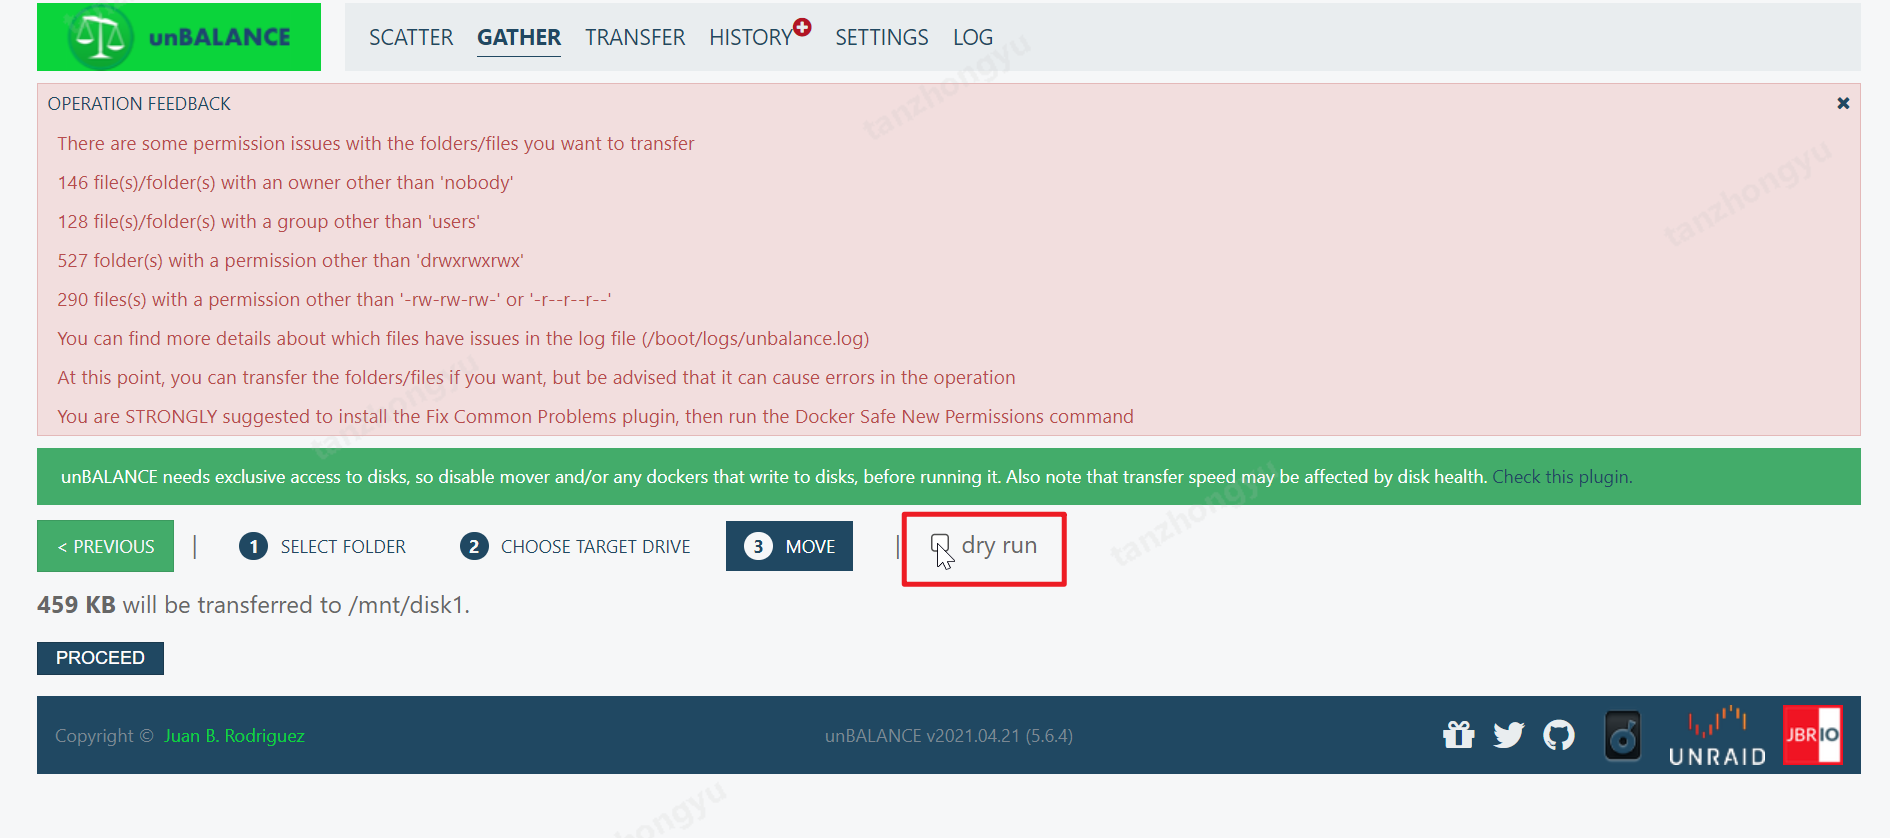 unBALANCE
SCATTER GATHER TRANSFER HISTORY SETTINGS LOG
OPERATION FEEDBACK
There are some permission issues with the folders/files you want to transfer
146 file(s)/folder(s) with an owner other than 'nobody'
128 file(s)/folder(s) with a group other than 'users'
527 folder(s) with a permission other than 'drwxrwxrwx'
290 files(s) with a permission other than '-rw-rw-rw-' or '-r--r--r--'
You can find more details about which files have issues in the log file (/boot/logs/unbalance.log)
At this point, you can transfer the folders/files if you want, but be advised that it can cause errors in the operation
You are STRONGLY suggested to install the Fix Common Problems plugin, then run the Docker Safe New Permissions command
unBALANCE needs exclusive access to disks, so disable mover and/or any dockers that write to disks, before running it. Also note that transfer speed may be affected by disk health. Check this plugin.
< PREVIOUS | 1 SELECT FOLDER 2 CHOOSE TARGET DRIVE 3 MOVE | dry run
459 KB will be transferred to /mnt/disk1.
PROCEED
Copyright © Juan B. Rodriguez unBALANCE v2021.04.21 (5.6.4) UNRAID JBRIO
tanzhongyu
tanzhongyu
tanzhongyu
tanzhongyu
hongyu